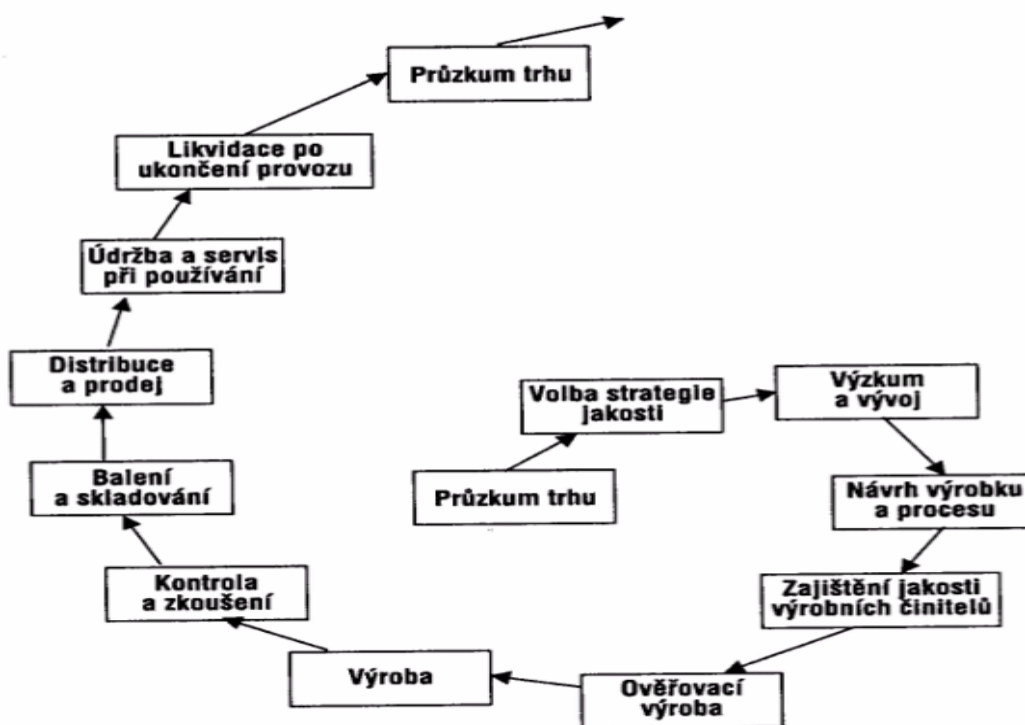 Průzkum trhu
Likvidace po
ukončení provozu
Údržba a servis
při používání
Distribuce
a prodej
Volba strategie
jakosti
Výzkum
a vývoj
Balení
a skladování
Průzkum trhu
Návrh výrobku
a procesu
Kontrola
a zkoušení
Zajištění jakosti
výrobních činitelů
Výroba
Ověřovací
výroba